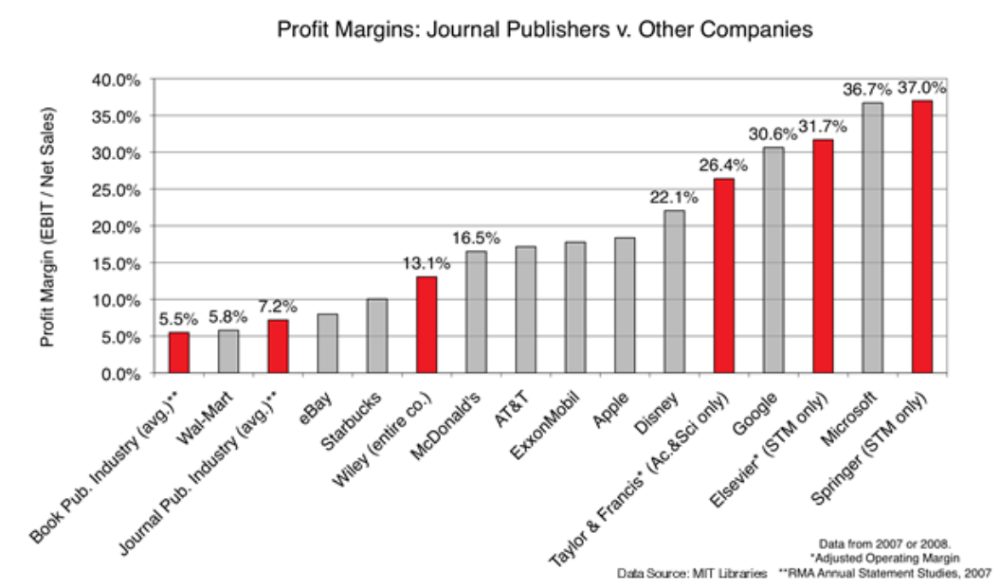 Profit Margins: Journal Publishers v. Other Companies
Profit Margin (EBIT / Net Sales)
40.0%
35.0%
30.0%
25.0%
20.0%
15.0%
10.0%
5.0%
0.0%
5.5%
5.8%
7.2%
13.1%
16.5%
22.1%
26.4%
30.6%
31.7%
36.7%
37.0%
Book Pub. Industry (avg.)**
Wal-Mart
Journal Pub. Industry (avg.)**
eBay
Starbucks
Wiley (entire co.)
McDonald's
AT&T
ExxonMobil
Apple
Disney
Taylor & Francis* (Ac.&Sci only)
Google
Elsevier* (STM only)
Microsoft
Springer (STM only)
Data from 2007 or 2008.
*Adjusted Operating Margin
Data Source: MIT Libraries **RMA Annual Statement Studies, 2007